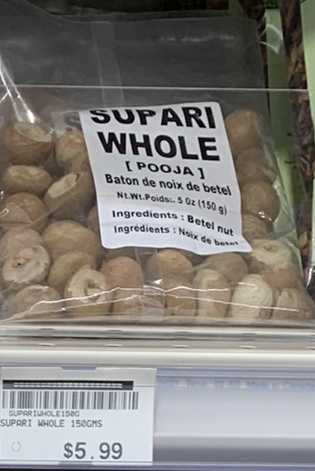 SUPARI
WHOLE
[ POOJA ]
Baton de noix de betel
Nt.Wt.Poids:. 5 Oz (150 g)
Ingredients : Betel nut
Ingrédients : Noix de betel
SUPARIWHOLE150G
SUPARI WHOLE 150GMS
$5.99